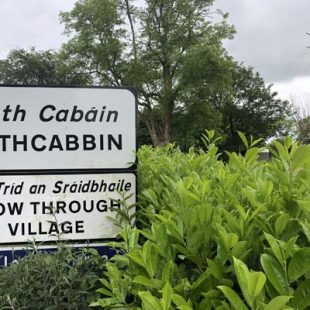 th Cabáin
THCABBIN
Tríd an Sráidbhaile
OW THROUGH
VILLAGE